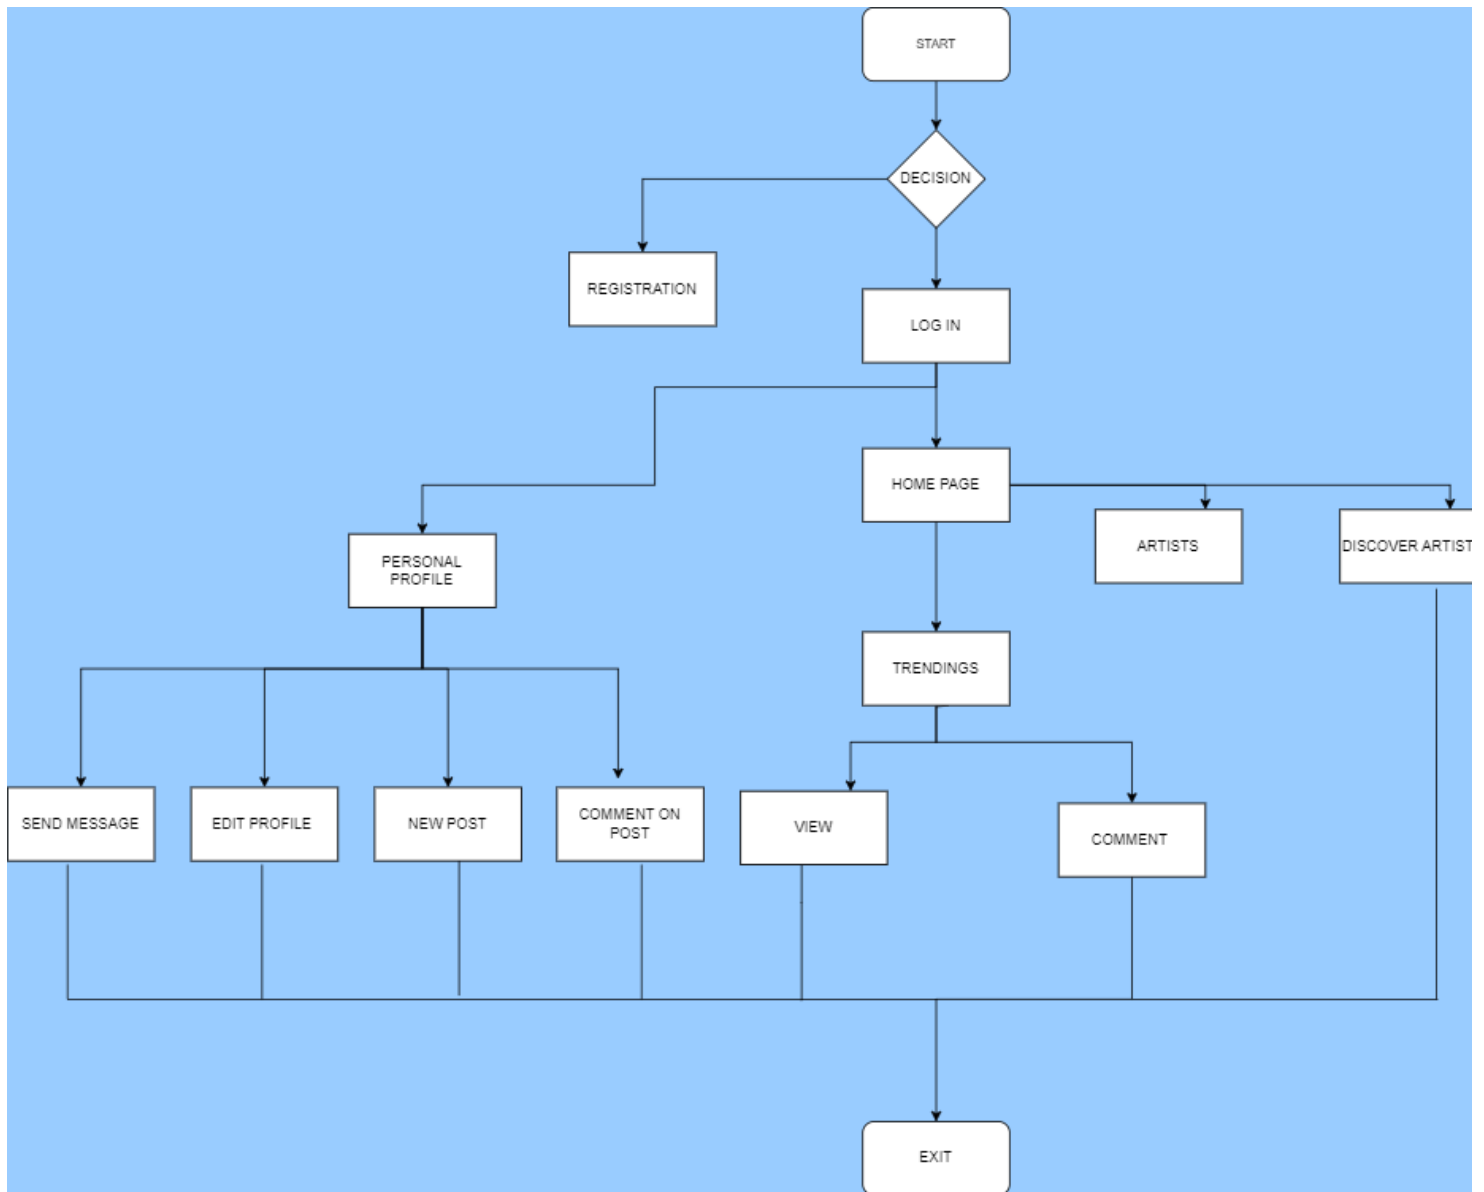 START
DECISION
REGISTRATION
LOG IN
HOME PAGE
ARTISTS
DISCOVER ARTIST
PERSONAL
PROFILE
TRENDINGS
SEND MESSAGE
EDIT PROFILE
NEW POST
COMMENT ON
POST
VIEW
COMMENT
EXIT